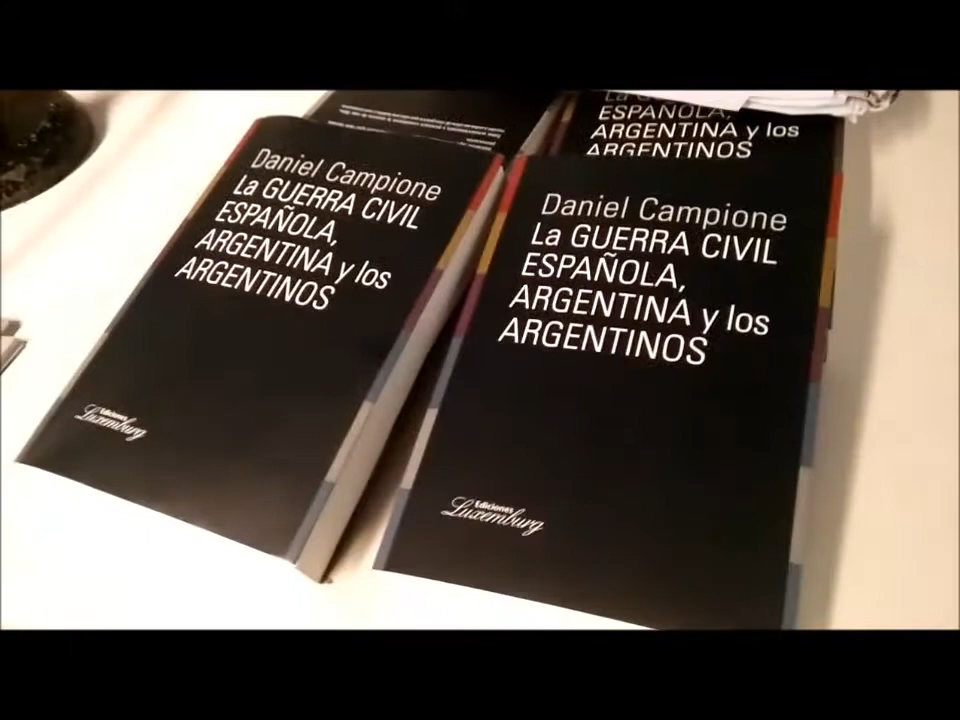 Daniel Campione
La GUERRA CIVIL
ESPAÑOLA,
ARGENTINA y los
ARGENTINOS
Ediciones
Luxemburg
Daniel Campione
La GUERRA CIVIL
ESPAÑOLA,
ARGENTINA y los
ARGENTINOS
Ediciones
Luxemburg
ESPAÑOLA,
ARGENTINA y los
ARGENTINOS